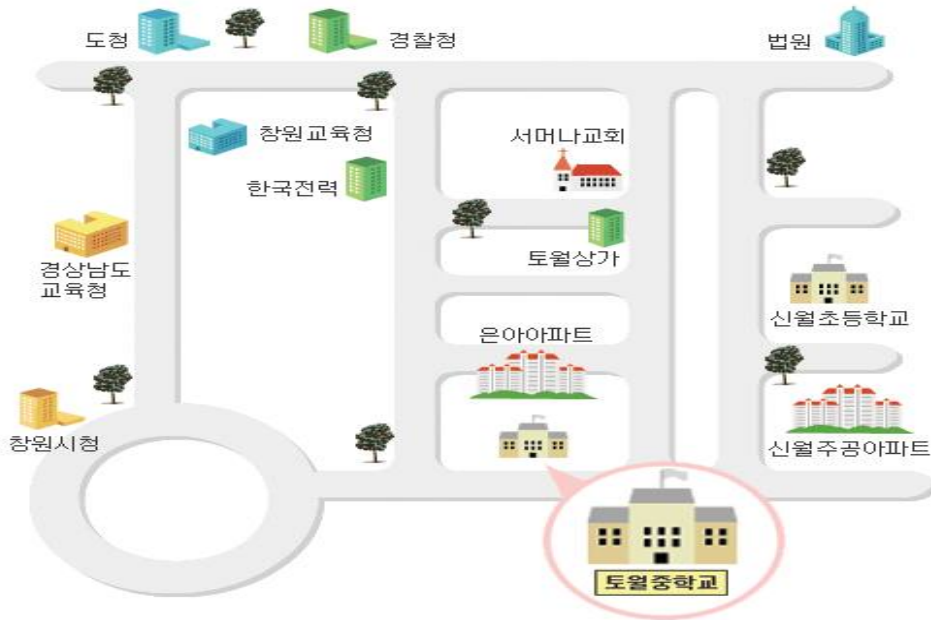 도청
경찰청
법원
창원교육청
서머나교회
한국전력
토월상가
경상남도
교육청
신월초등학교
은아아파트
창원시청
신월주공아파트
토월중학교